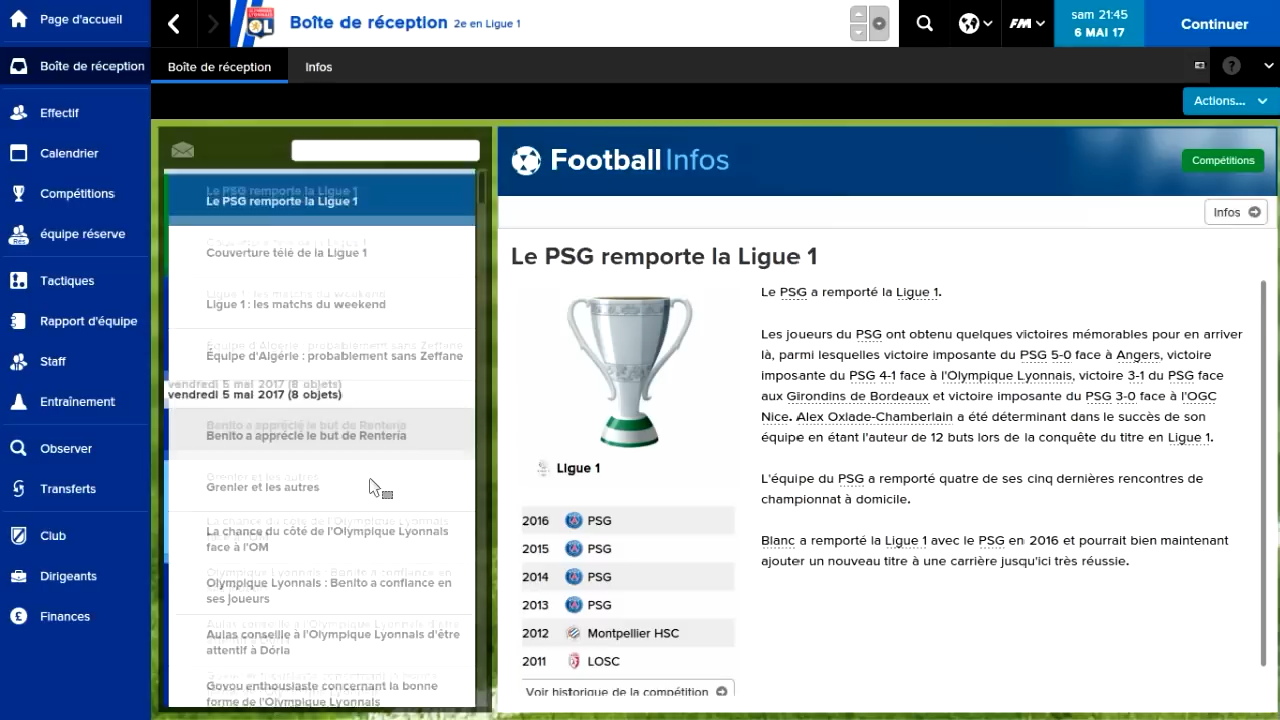 Page d'accueil
Boîte de réception
Effectif
Calendrier
Compétitions
équipe réserve
Tactiques
Rapport d'équipe
Staff
Entraînement
Observer
Transferts
Club
Dirigeants
Finances
Boîte de réception 2e en Ligue 1
FM
sam 21:45
6 MAI 17
Continuer
Boîte de réception Infos
Actions...
Le PSG remporte la Ligue 1
Couverture télé de la Ligue 1
Ligue 1 : les matchs du weekend
Équipe d'Algérie : probablement sans Zeffane
vendredi 5 mai 2017 (8 objets)
Benito a apprécié le but de Rentería
Grenier et les autres
La chance du côté de l'Olympique Lyonnais
face à l'OM
Olympique Lyonnais : Benito a confiance en
ses joueurs
Aulas conseille à l'Olympique Lyonnais d'être
attentif à Dória
Govou enthousiaste concernant la bonne
forme de l'Olympique Lyonnais
Football Infos
Compétitions
Infos
Le PSG remporte la Ligue 1
Ligue 1
2016 PSG
2015 PSG
2014 PSG
2013 PSG
2012 Montpellier HSC
2011 LOSC
Voir historique de la compétition
Le PSG a remporté la Ligue 1.
Les joueurs du PSG ont obtenu quelques victoires mémorables pour en arriver
là, parmi lesquelles victoire imposante du PSG 5-0 face à Angers, victoire
imposante du PSG 4-1 face à l'Olympique Lyonnais, victoire 3-1 du PSG face
aux Girondins de Bordeaux et victoire imposante du PSG 3-0 face à l'OGC
Nice. Alex Oxlade-Chamberlain a été déterminant dans le succès de son
équipe en étant l'auteur de 12 buts lors de la conquête du titre en Ligue 1.
L'équipe du PSG a remporté quatre de ses cinq dernières rencontres de
championnat à domicile.
Blanc a remporté la Ligue 1 avec le PSG en 2016 et pourrait bien maintenant
ajouter un nouveau titre à une carrière jusqu'ici très réussie.